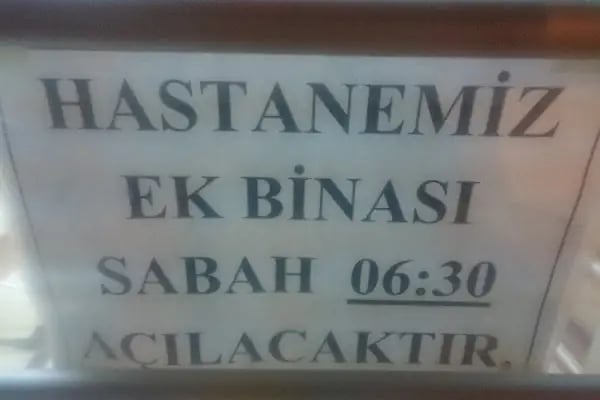 HASTANEMİZ
EK BİNASI
SABAH 06:30
AÇILACAKTIR.